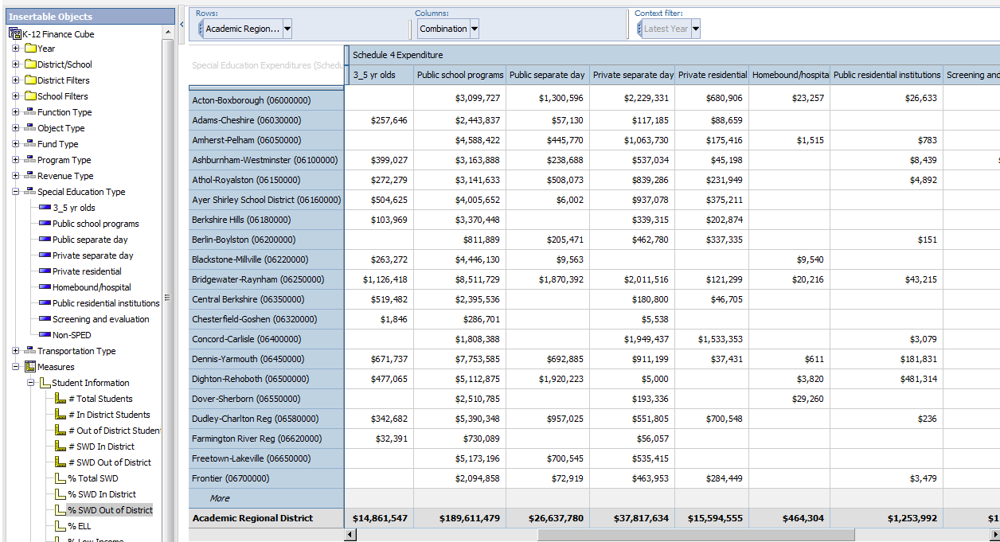 Insertable Objects
K-12 Finance Cube
Year
District/School
District Filters
School Filters
Function Type
Object Type
Fund Type
Program Type
Revenue Type
Special Education Type
3_5 yr olds
Public school programs
Public separate day
Private separate day
Private residential
Homebound/hospital
Public residential institutions
Screening and evaluation
Non-SPED
Transportation Type
Measures
Student Information
# Total Students
# In District Students
# Out of District Studen
# SWD In District
# SWD Out of District
% Total SWD
% SWD In District
% SWD Out of District
% ELL
% Low Income
Rows: Columns: Context filter:
Academic Region... Combination Latest Year
Special Education Expenditures (Schedu
Schedule 4 Expenditure
3_5 yr olds Public school programs Public separate day Private separate day Private residential Homebound/hospita Public residential institutions Screening and
Acton-Boxborough (06000000) $3,099,727 $1,300,596 $2,229,331 $680,906 $23,257 $26,633
Adams-Cheshire (06030000) $257,646 $2,443,837 $57,130 $117,185 $88,659
Amherst-Pelham (06050000) $4,588,422 $445,770 $1,063,730 $175,416 $1,515 $783
Ashburnham-Westminster (06100000) $399,027 $3,163,888 $238,688 $537,034 $45,198 $8,439
Athol-Royalston (06150000) $272,279 $3,141,633 $508,073 $839,286 $231,949 $4,892
Ayer Shirley School District (06160000) $504,625 $4,005,652 $6,002 $937,078 $375,211
Berkshire Hills (06180000) $103,969 $3,370,448 $339,315 $202,874
Berlin-Boylston (06200000) $811,889 $205,471 $462,780 $337,335 $151
Blackstone-Millville (06220000) $263,272 $4,446,130 $9,563 $9,540
Bridgewater-Raynham (06250000) $1,126,418 $8,511,729 $1,870,392 $2,011,516 $121,299 $20,216 $43,215
Central Berkshire (06350000) $519,482 $2,395,536 $180,800 $46,705
Chesterfield-Goshen (06320000) $1,846 $286,701 $5,538
Concord-Carlisle (06400000) $1,808,388 $1,949,437 $1,533,353 $3,079
Dennis-Yarmouth (06450000) $671,737 $7,753,585 $692,885 $911,199 $37,431 $611 $181,831
Dighton-Rehoboth (06500000) $477,065 $5,112,875 $1,920,223 $5,000 $3,820 $481,314
Dover-Sherborn (06550000) $2,510,785 $193,336 $29,260
Dudley-Charlton Reg (06580000) $342,682 $5,390,348 $957,025 $551,805 $700,548 $236
Farmington River Reg (06620000) $32,391 $730,089 $56,057
Freetown-Lakeville (06650000) $5,173,196 $700,545 $535,415
Frontier (06700000) $2,094,858 $72,919 $463,953 $284,449 $3,479
More
Academic Regional District $14,861,547 $189,611,479 $26,637,780 $37,817,634 $15,594,555 $464,304 $1,253,992 $1